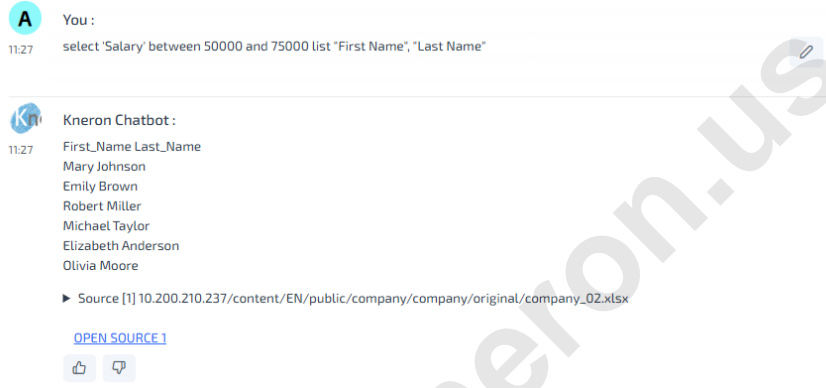 A
You :
11:27
select 'Salary' between 50000 and 75000 list "First Name", "Last Name"
Kn
Kneron Chatbot :
11:27
First_Name Last_Name
Mary Johnson
Emily Brown
Robert Miller
Michael Taylor
Elizabeth Anderson
Olivia Moore
▶ Source [1] 10.200.210.237/content/EN/public/company/company/original/company_02.xlsx
OPEN SOURCE 1
neron.us